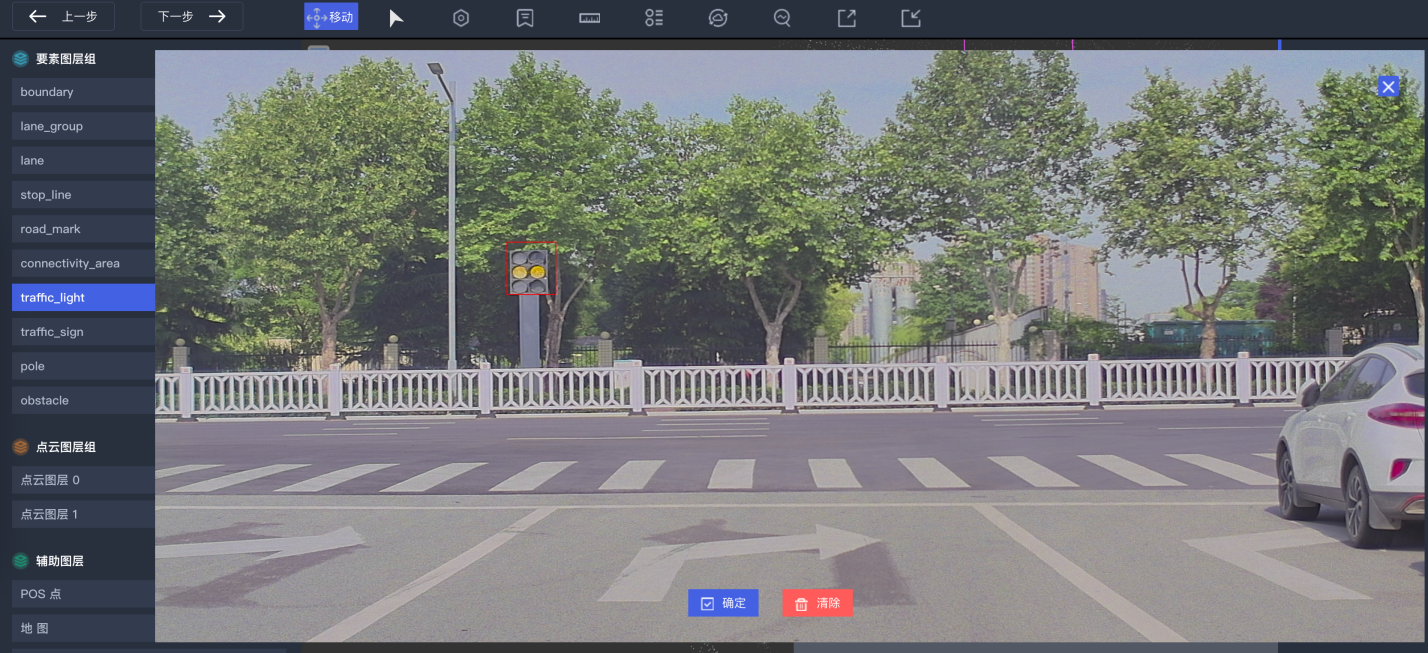 上一步
下一步
移动
要素图层组
boundary
lane_group
lane
stop_line
road_mark
connectivity_area
traffic_light
traffic_sign
pole
obstacle
点云图层组
点云图层 0
点云图层 1
辅助图层
POS 点
地 图
确定
清除